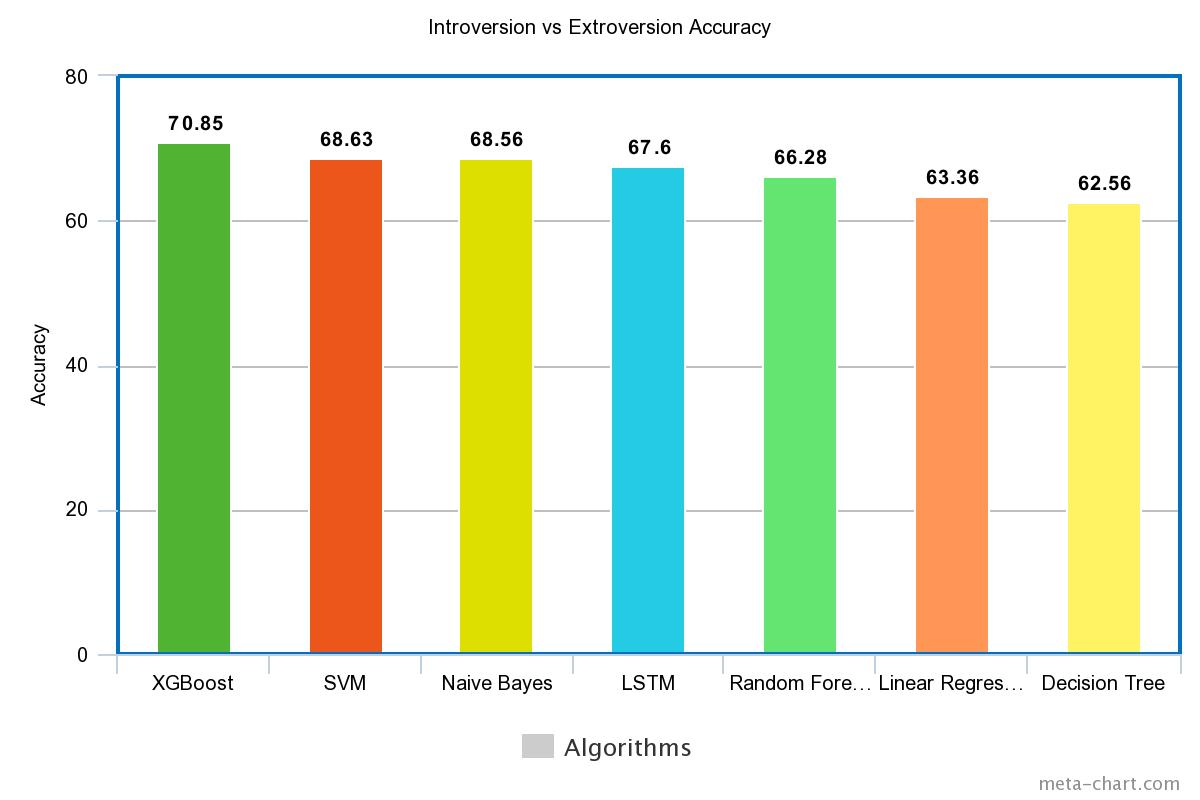 Introversion vs Extroversion Accuracy
80
70.85
68.63
68.56
67.6
66.28
63.36
62.56
60
40
Accuracy
20
0
XGBoost
SVM
Naive Bayes
LSTM
Random Fore...
Linear Regres...
Decision Tree
Algorithms
meta-chart.com